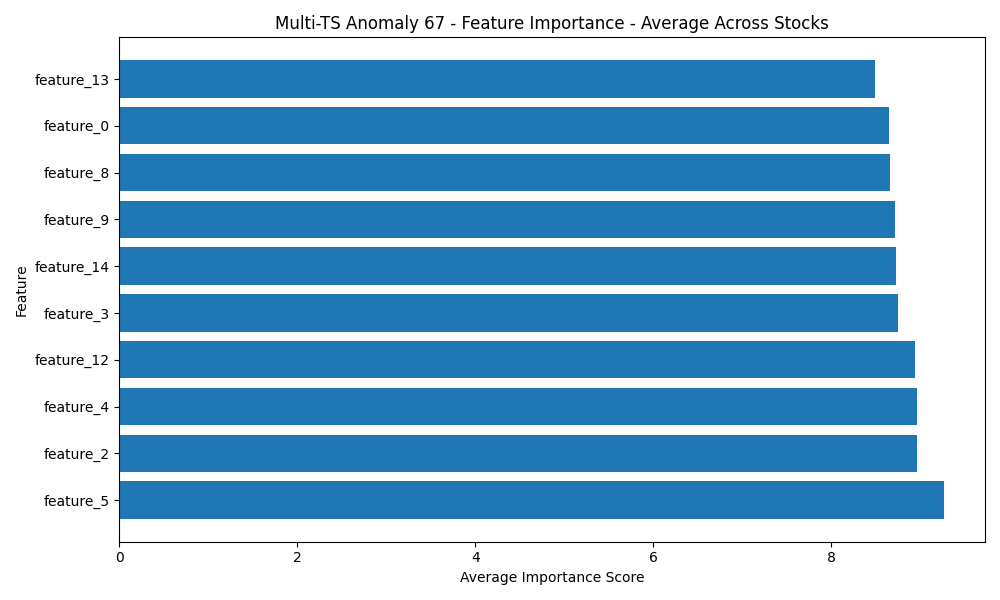 Multi-TS Anomaly 67 - Feature Importance - Average Across Stocks
Feature
feature_13
feature_0
feature_8
feature_9
feature_14
feature_3
feature_12
feature_4
feature_2
feature_5
0 2 4 6 8
Average Importance Score